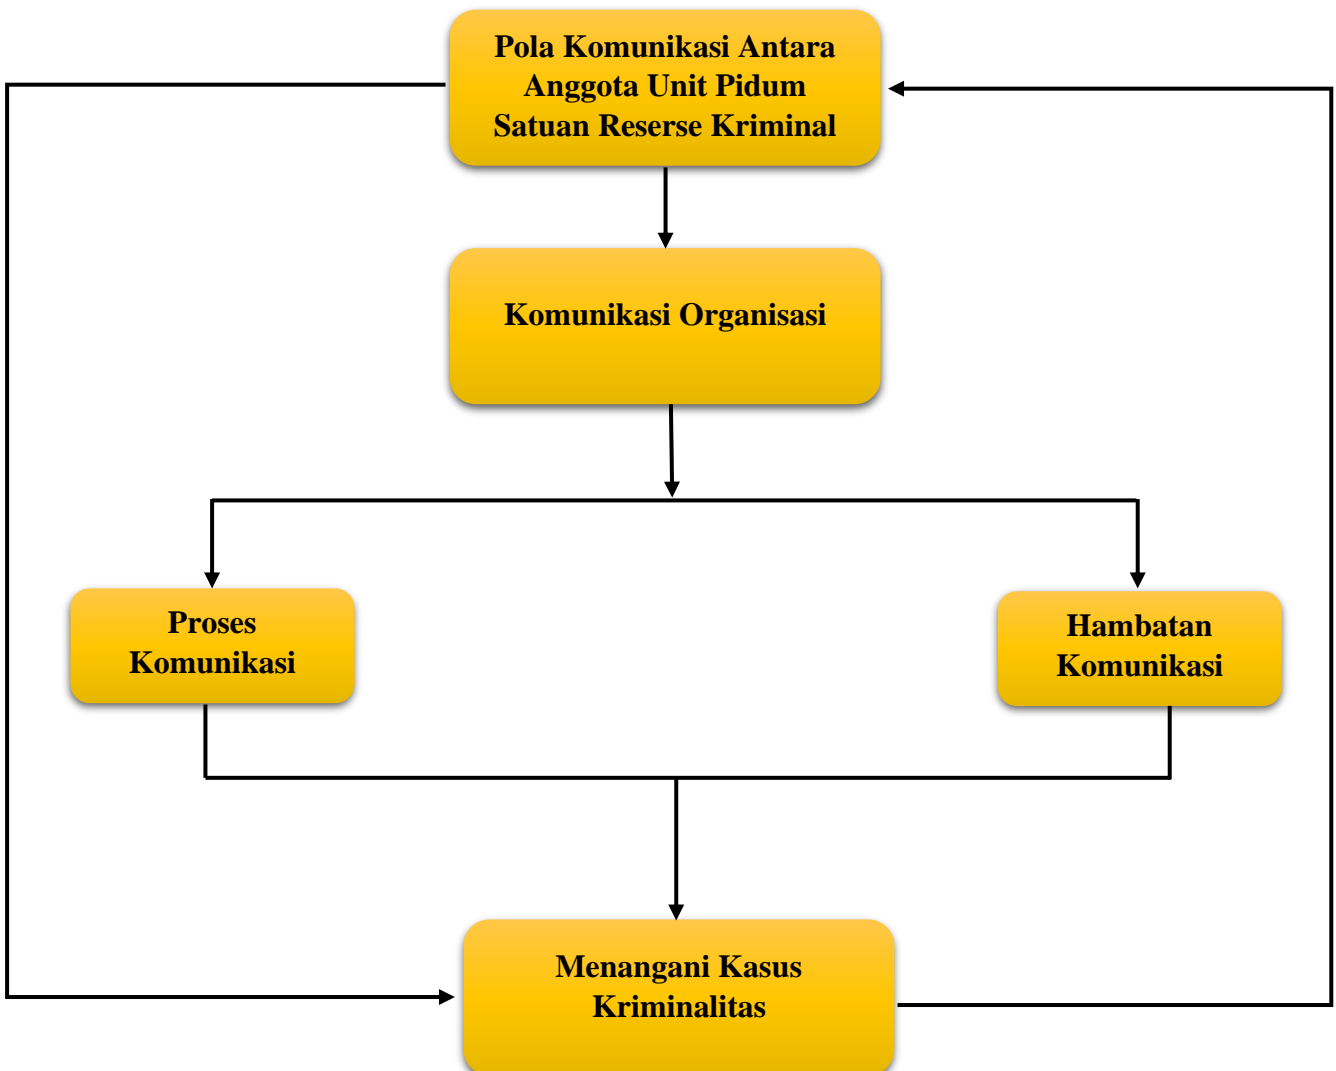 Pola Komunikasi Antara
Anggota Unit Pidum
Satuan Reserse Kriminal
Komunikasi Organisasi
Proses
Komunikasi
Hambatan
Komunikasi
Menangani Kasus
Kriminalitas